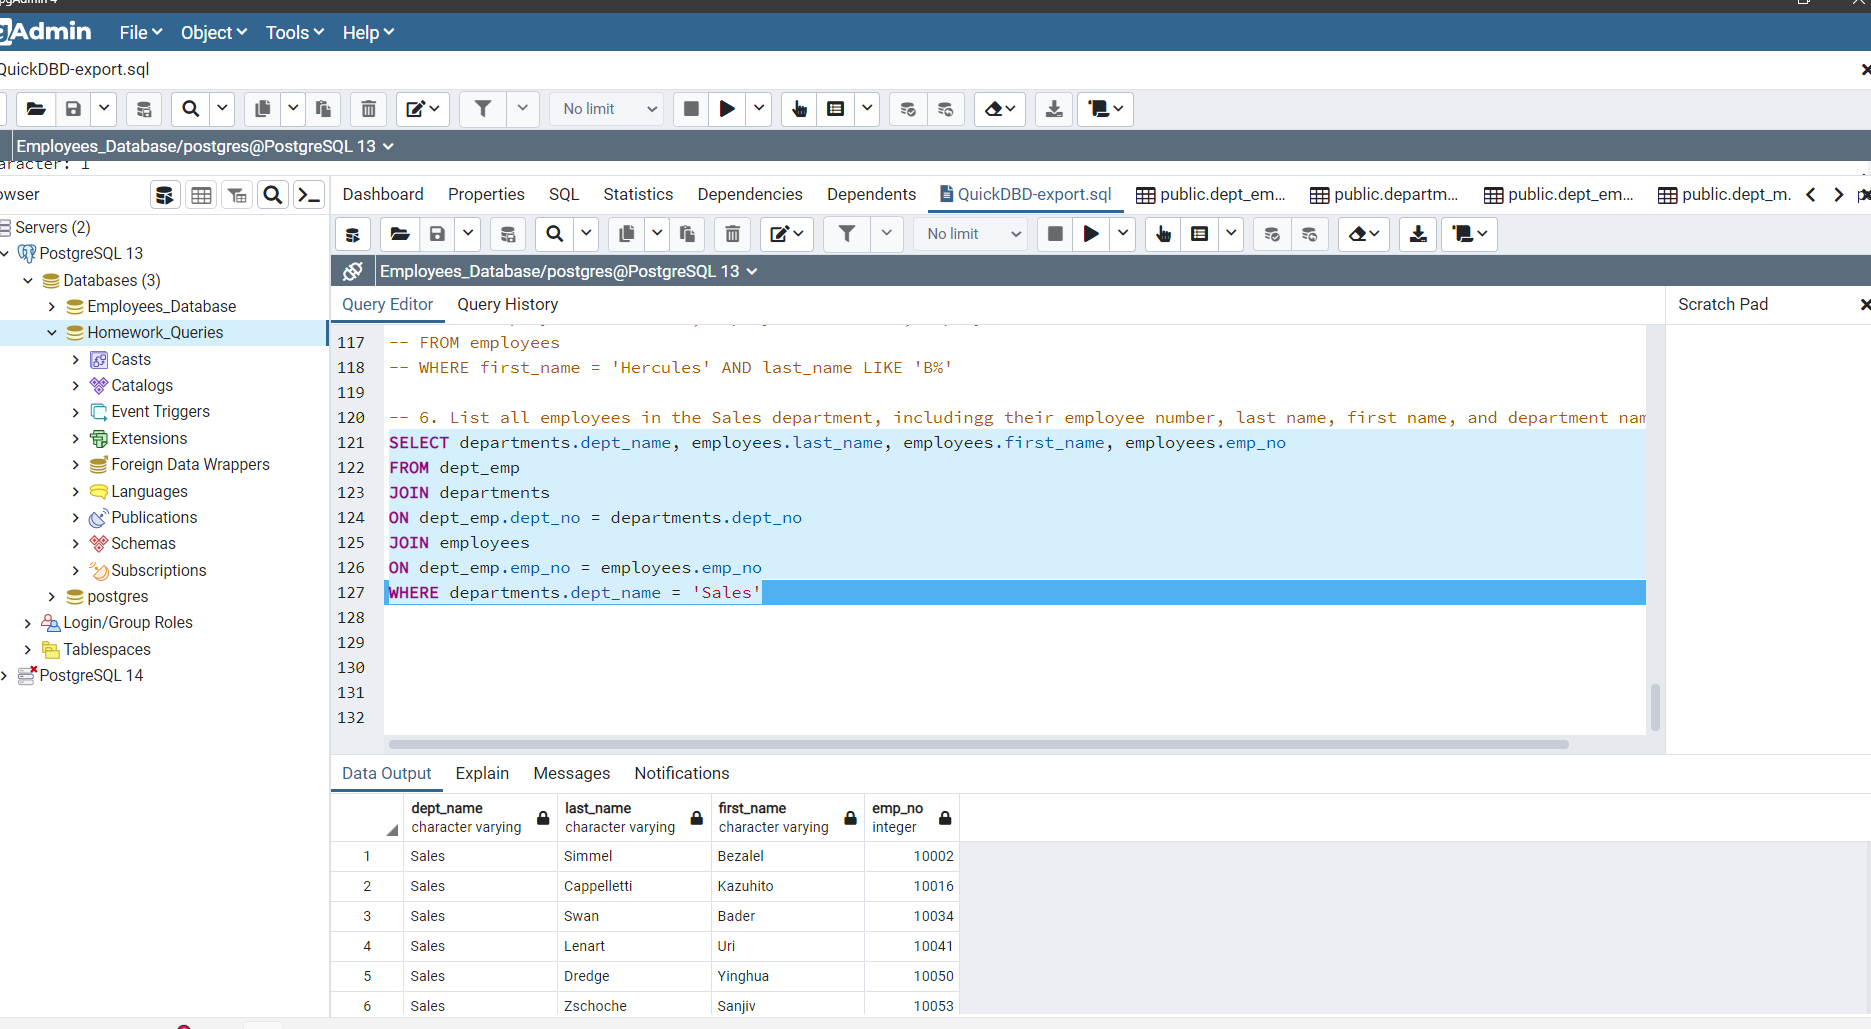 pgAdmin 4
gAdmin File Object Tools Help
QuickDBD-export.sql
No limit
Employees_Database/postgres@PostgreSQL 13
aracter: 1
owser
Dashboard Properties SQL Statistics Dependencies Dependents QuickDBD-export.sql public.dept_em... public.departm... public.dept_em... public.dept_m.
Servers (2)
PostgreSQL 13
Databases (3)
Employees_Database
Homework_Queries
Casts
Catalogs
Event Triggers
Extensions
Foreign Data Wrappers
Languages
Publications
Schemas
Subscriptions
postgres
Login/Group Roles
Tablespaces
PostgreSQL 14
No limit
Employees_Database/postgres@PostgreSQL 13
Query Editor Query History
Scratch Pad
117 -- FROM employees
118 -- WHERE first_name = 'Hercules' AND last_name LIKE 'B%'
119
120 -- 6. List all employees in the Sales department, includingg their employee number, last name, first name, and department nam
121 SELECT departments.dept_name, employees.last_name, employees.first_name, employees.emp_no
122 FROM dept_emp
123 JOIN departments
124 ON dept_emp.dept_no = departments.dept_no
125 JOIN employees
126 ON dept_emp.emp_no = employees.emp_no
127 WHERE departments.dept_name = 'Sales'
128
129
130
131
132
Data Output Explain Messages Notifications
dept_name last_name first_name emp_no
character varying character varying character varying integer
1 Sales Simmel Bezalel 10002
2 Sales Cappelletti Kazuhito 10016
3 Sales Swan Bader 10034
4 Sales Lenart Uri 10041
5 Sales Dredge Yinghua 10050
6 Sales Zschoche Sanjiv 10053